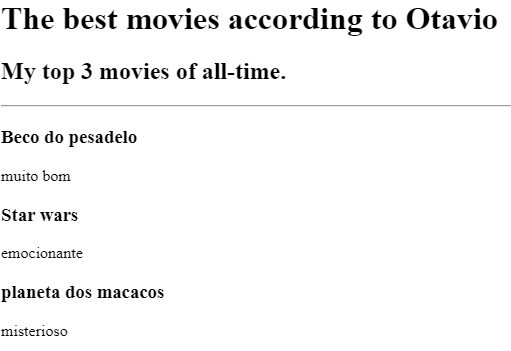 The best movies according to Otavio
My top 3 movies of all-time.
Beco do pesadelo
muito bom
Star wars
emocionante
planeta dos macacos
misterioso